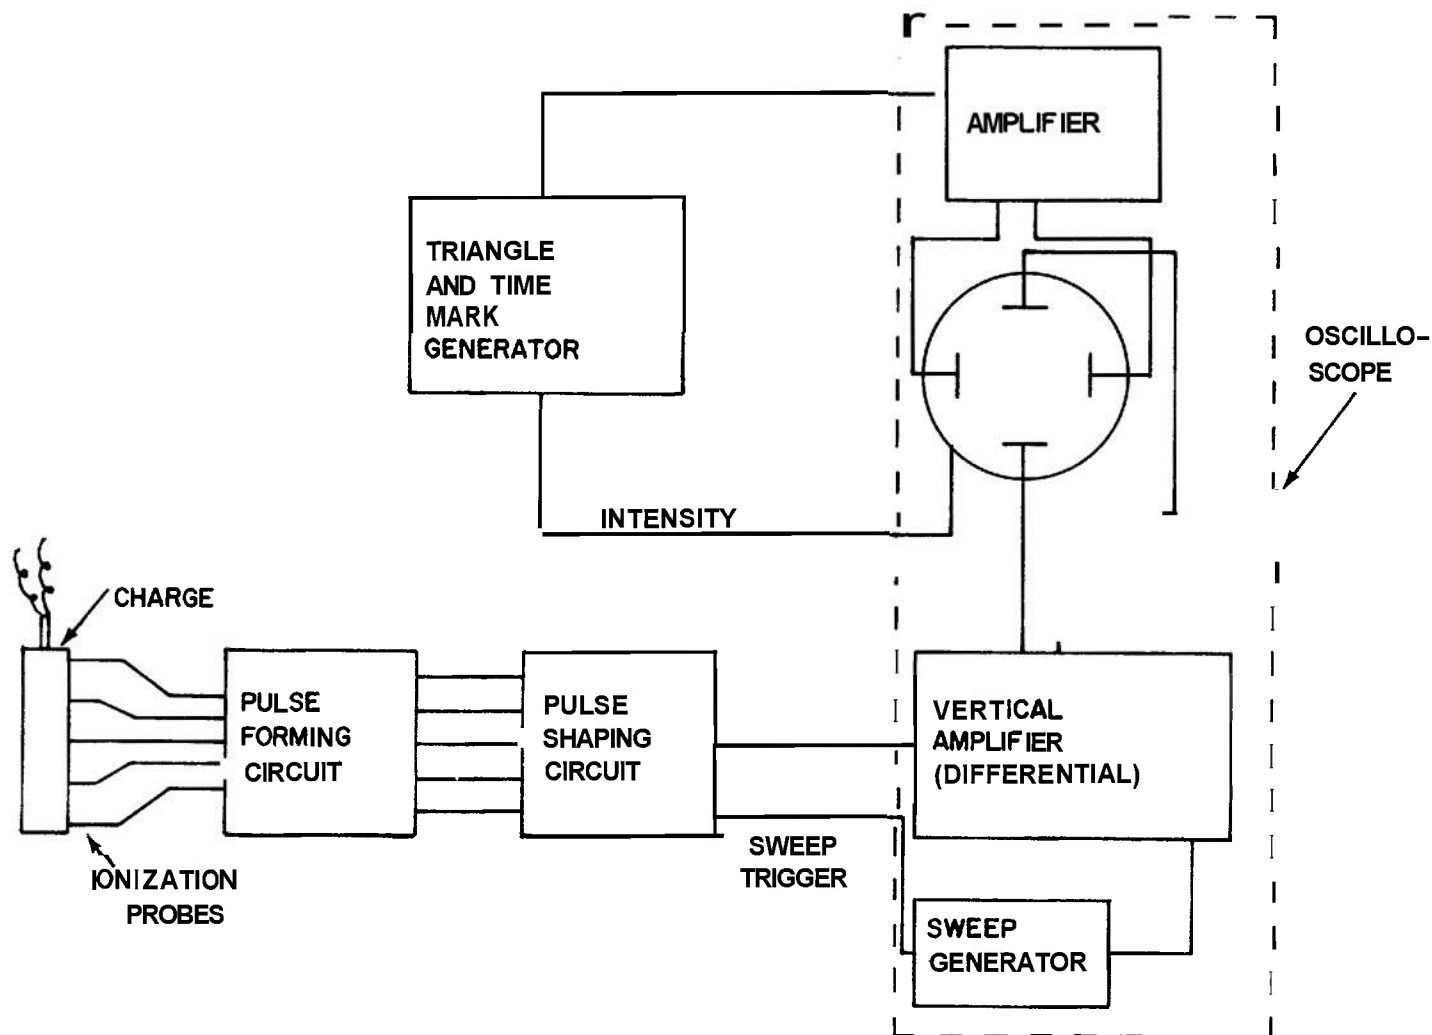 AMPLIFIER
TRIANGLE
AND TIME
MARK
GENERATOR
OSCILLO-
SCOPE
INTENSITY
CHARGE
PULSE
FORMING
CIRCUIT
PULSE
SHAPING
CIRCUIT
VERTICAL
AMPLIFIER
(DIFFERENTIAL)
SWEEP
TRIGGER
IONIZATION
PROBES
SWEEP
GENERATOR